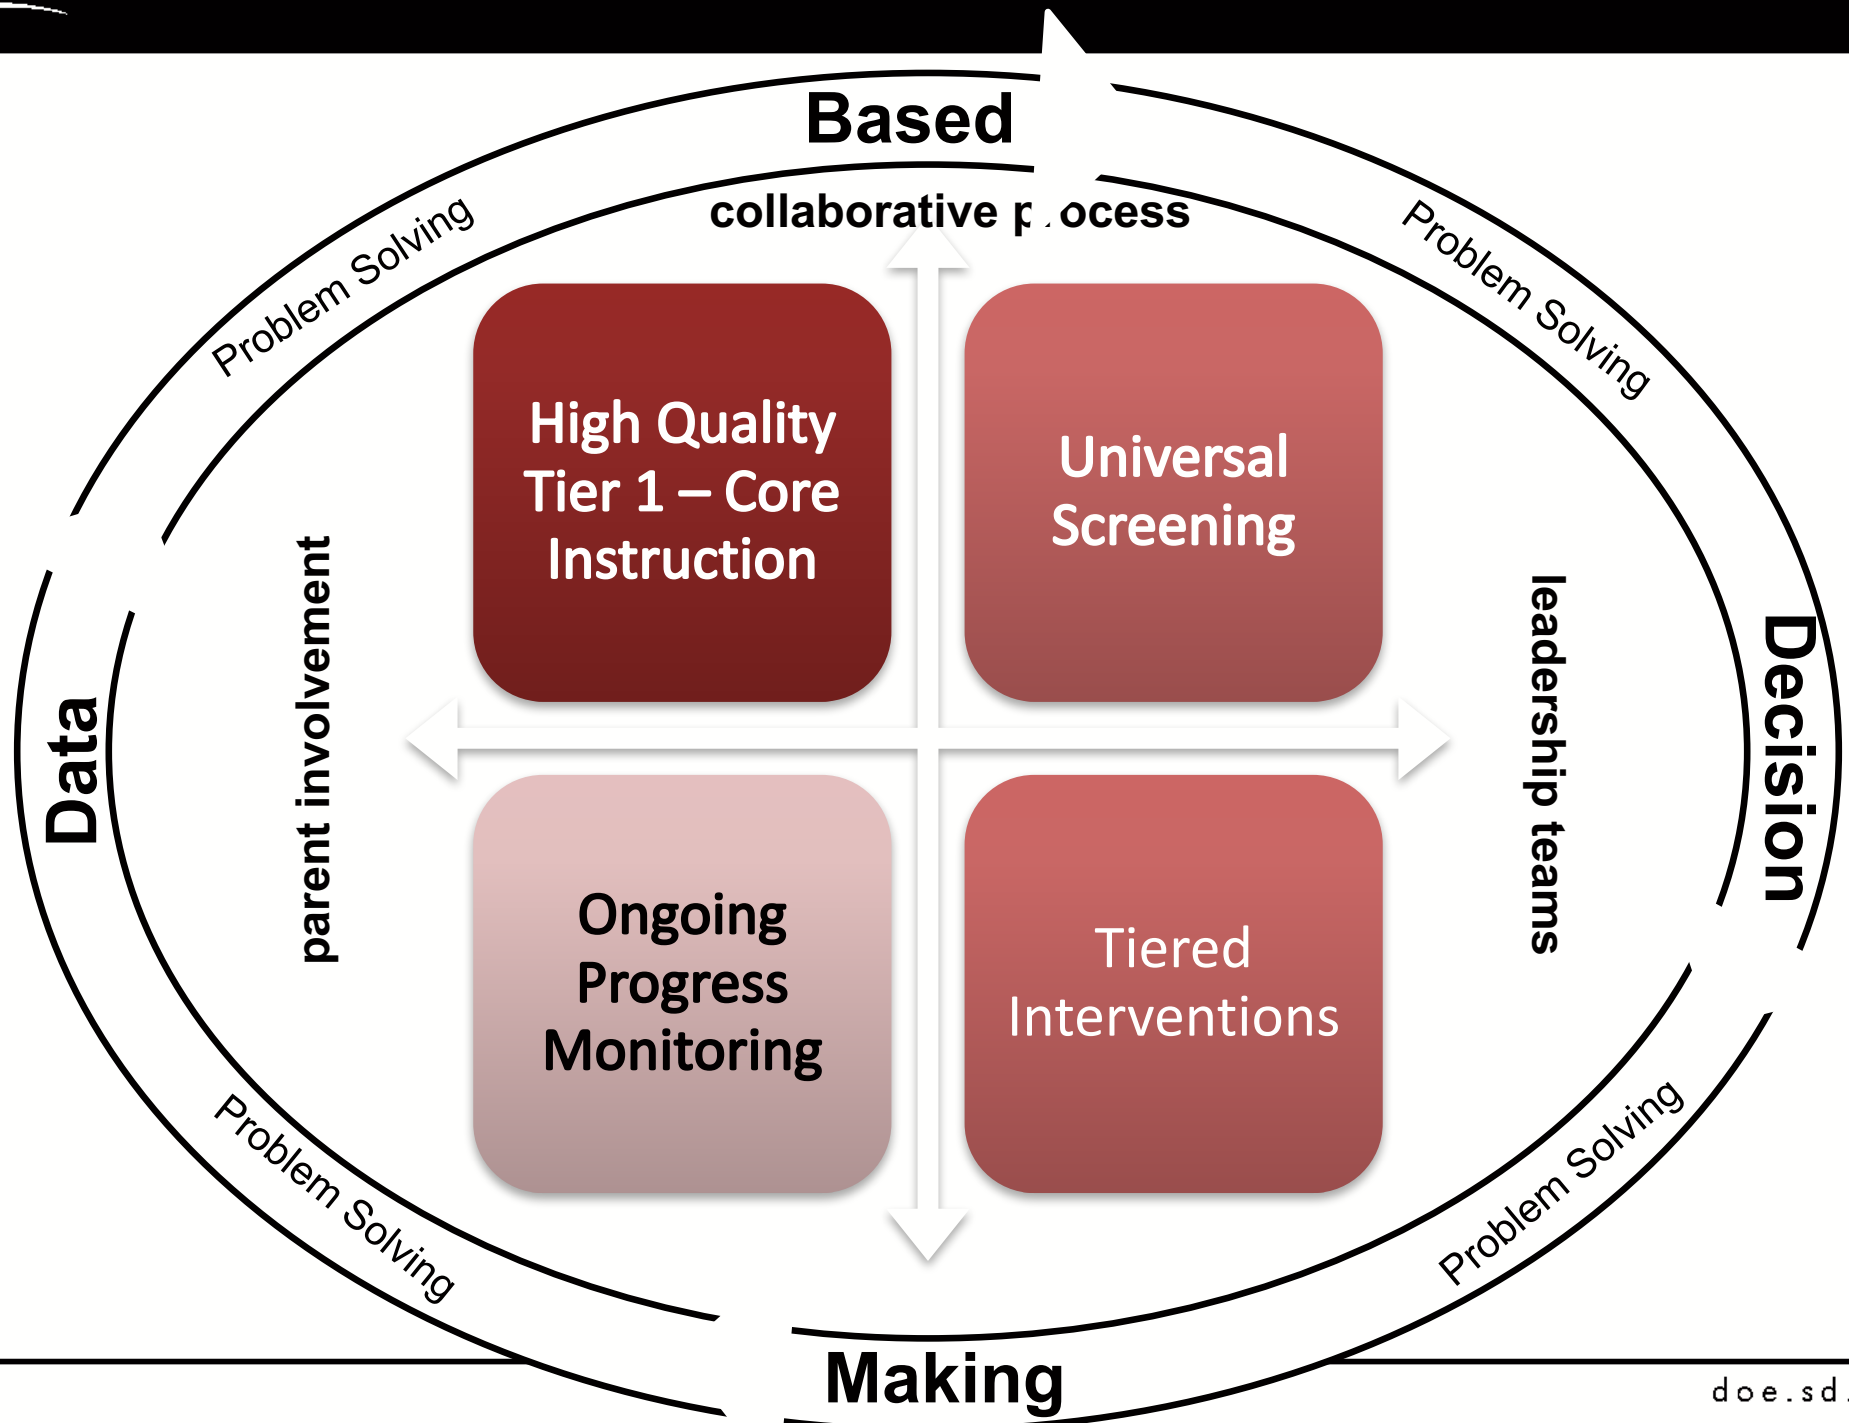 Based
collaborative process
Problem Solving
Problem Solving
High Quality
Tier 1 – Core
Instruction
Universal
Screening
parent involvement
leadership teams
Data
Decision
Ongoing
Progress
Monitoring
Tiered
Interventions
Problem Solving
Problem Solving
Making
doe.sd.